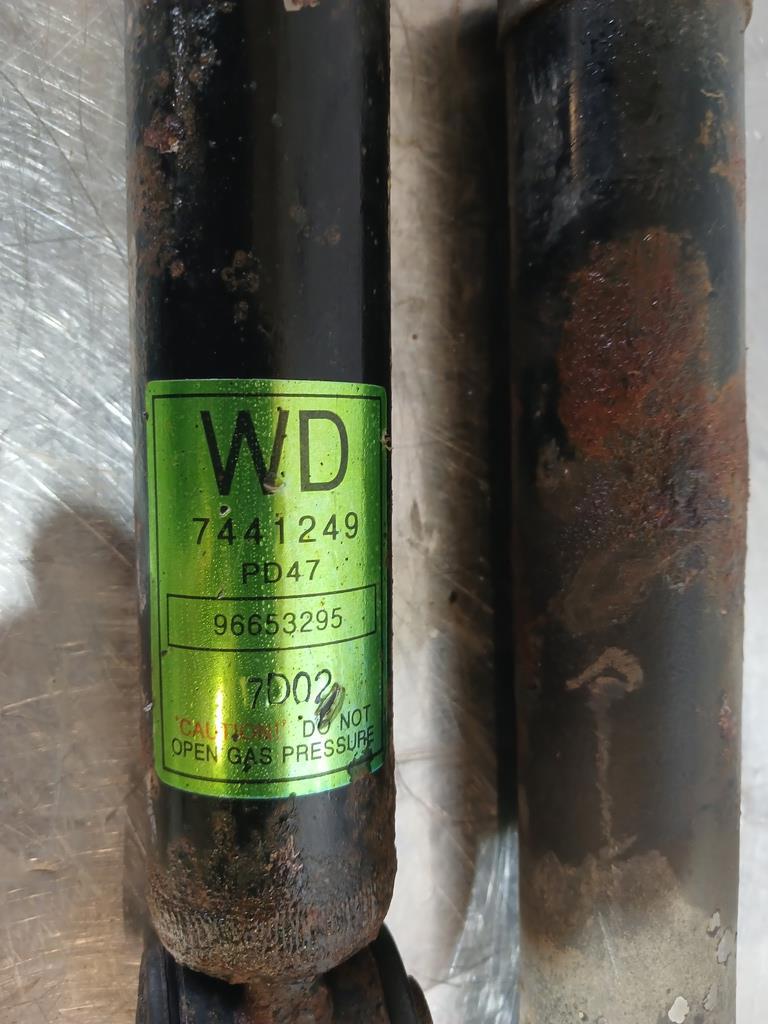 WD
7441249
PD47
96653295
7D02
"CAUTION!" DO NOT
OPEN GAS PRESSURE